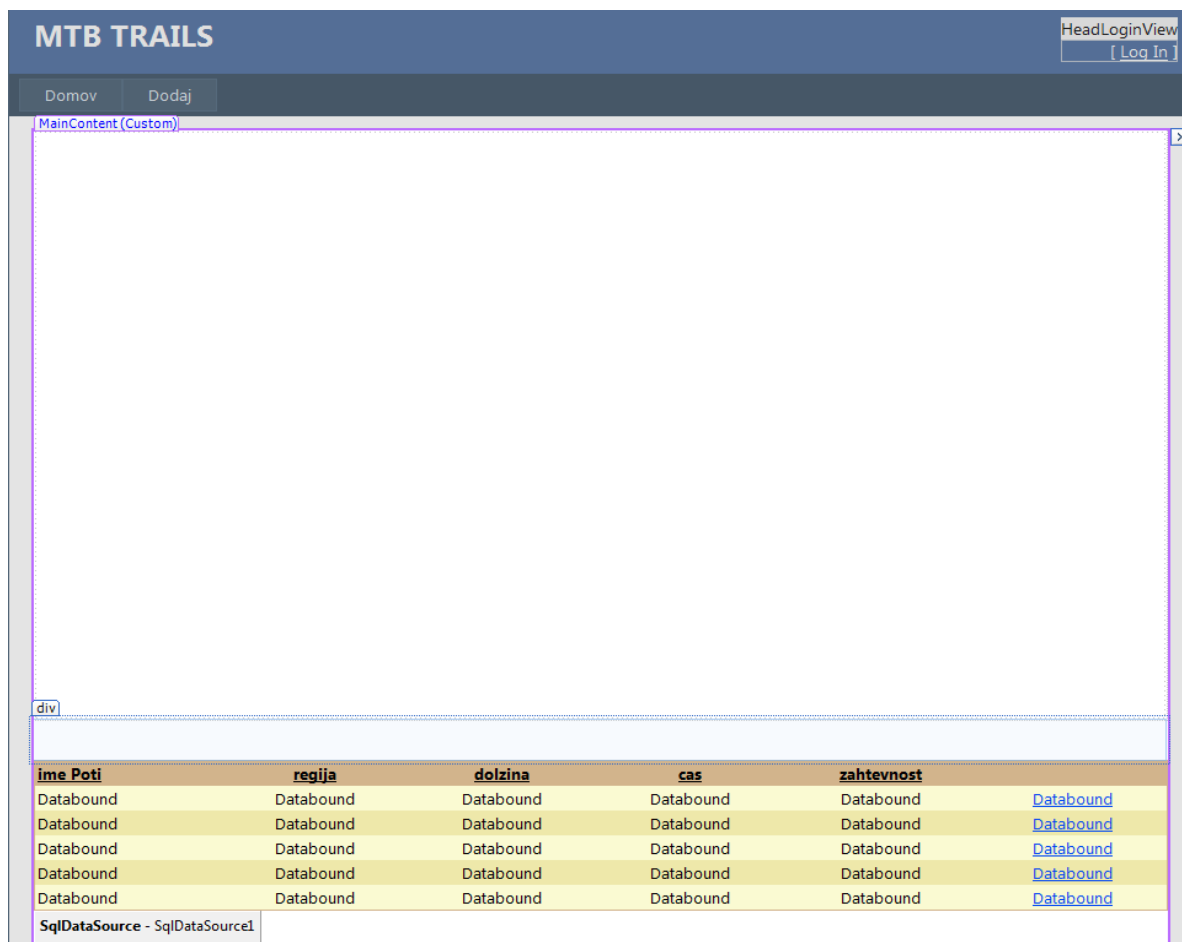 MTB TRAILS
HeadLoginView
[ Log In ]
Domov Dodaj
MainContent (Custom)
div
ime Poti regija dolzina cas zahtevnost
Databound Databound Databound Databound Databound Databound
Databound Databound Databound Databound Databound Databound
Databound Databound Databound Databound Databound Databound
Databound Databound Databound Databound Databound Databound
Databound Databound Databound Databound Databound Databound
SqlDataSource - SqlDataSource1